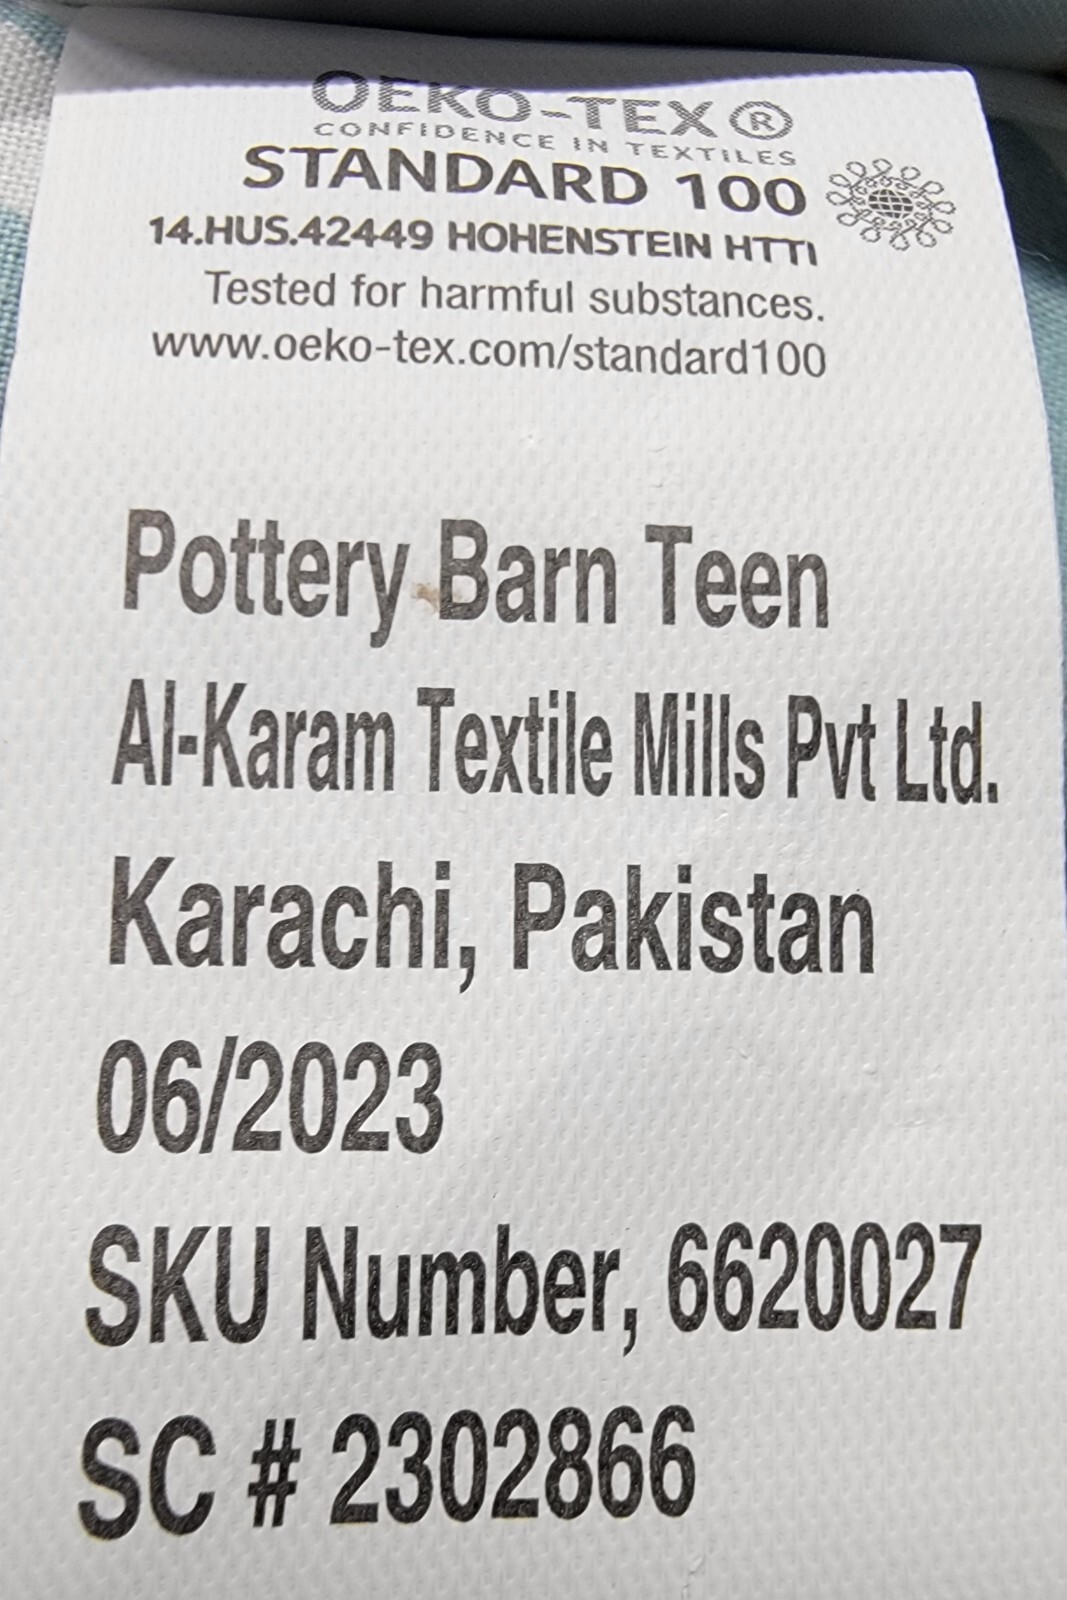 OEKO-TEX®
CONFIDENCE IN TEXTILES
STANDARD 100
14.HUS.42449 HOHENSTEIN HTTI
Tested for harmful substances.
www.oeko-tex.com/standard100
Pottery Barn Teen
Al-Karam Textile Mills Pvt Ltd.
Karachi, Pakistan
06/2023
SKU Number, 6620027
SC # 2302866